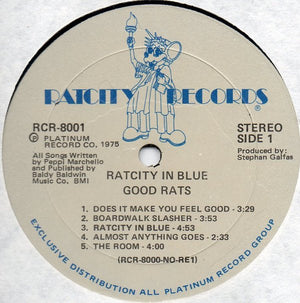 RATCITY RECORDS®
RCR-8001
Ⓟ PLATINUM
RECORD CO. 1975
All Songs Written
by Peppi Marchello
and Published by
Baldy Baldwin
Music Co. BMI
STEREO
SIDE 1
Produced by:
Stephan Galfas
RATCITY IN BLUE
GOOD RATS
1. DOES IT MAKE YOU FEEL GOOD - 3:29
2. BOARDWALK SLASHER - 3:53
3. RATCITY IN BLUE - 4:53
4. ALMOST ANYTHING GOES - 3:32
5. THE ROOM - 4:00
(RCR-8000-NO-RE1)
EXCLUSIVE DISTRIBUTION ALL PLATINUM RECORD GROUP